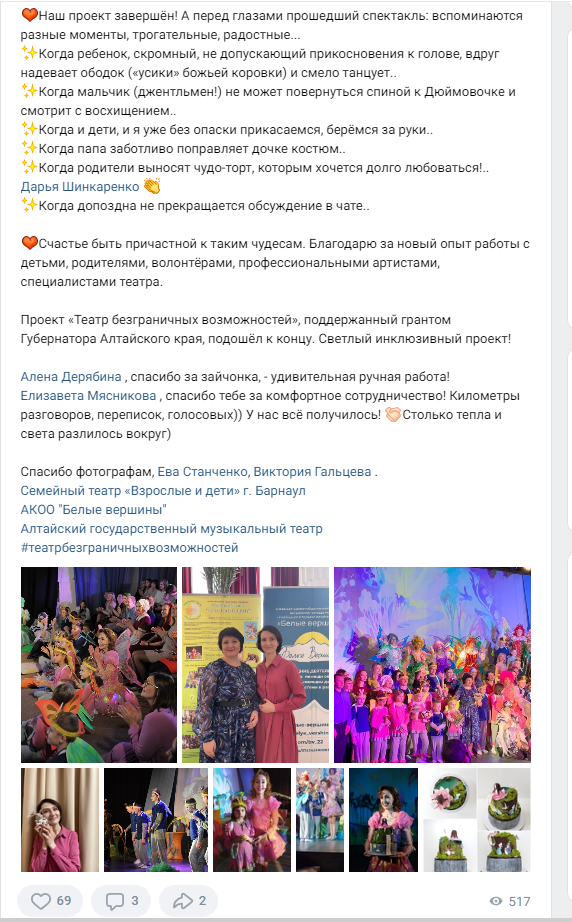 ❤Наш проект завершён! А перед глазами прошедший спектакль: вспоминаются
разные моменты, трогательные, радостные...
✨Когда ребенок, скромный, не допускающий прикосновения к голове, вдруг
надевает ободок («усики» божьей коровки) и смело танцует..
✨Когда мальчик (джентльмен!) не может повернуться спиной к Дюймовочке и
смотрит с восхищением..
✨Когда и дети, и я уже без опаски прикасаемся, берёмся за руки..
✨Когда папа заботливо поправляет дочке костюм..
✨Когда родители выносят чудо-торт, которым хочется долго любоваться!..
Дарья Шинкаренко 👏
✨Когда допоздна не прекращается обсуждение в чате..
❤Счастье быть причастной к таким чудесам. Благодарю за новый опыт работы с
детьми, родителями, волонтёрами, профессиональными артистами,
специалистами театра.
Проект «Театр безграничных возможностей», поддержанный грантом
Губернатора Алтайского края, подошёл к концу. Светлый инклюзивный проект!
Алена Дерябина , спасибо за зайчонка, - удивительная ручная работа!
Елизавета Мясникова , спасибо тебе за комфортное сотрудничество! Километры
разговоров, переписок, голосовых)) У нас всё получилось! 🤝Столько тепла и
света разлилось вокруг)
Спасибо фотографам, Ева Станченко, Виктория Гальцева .
Семейный театр «Взрослые и дети» г. Барнаул
АКОО "Белые вершины"
Алтайский государственный музыкальный театр
#театрбезграничныхвозможностей
«Белые верш
69
3
2
517